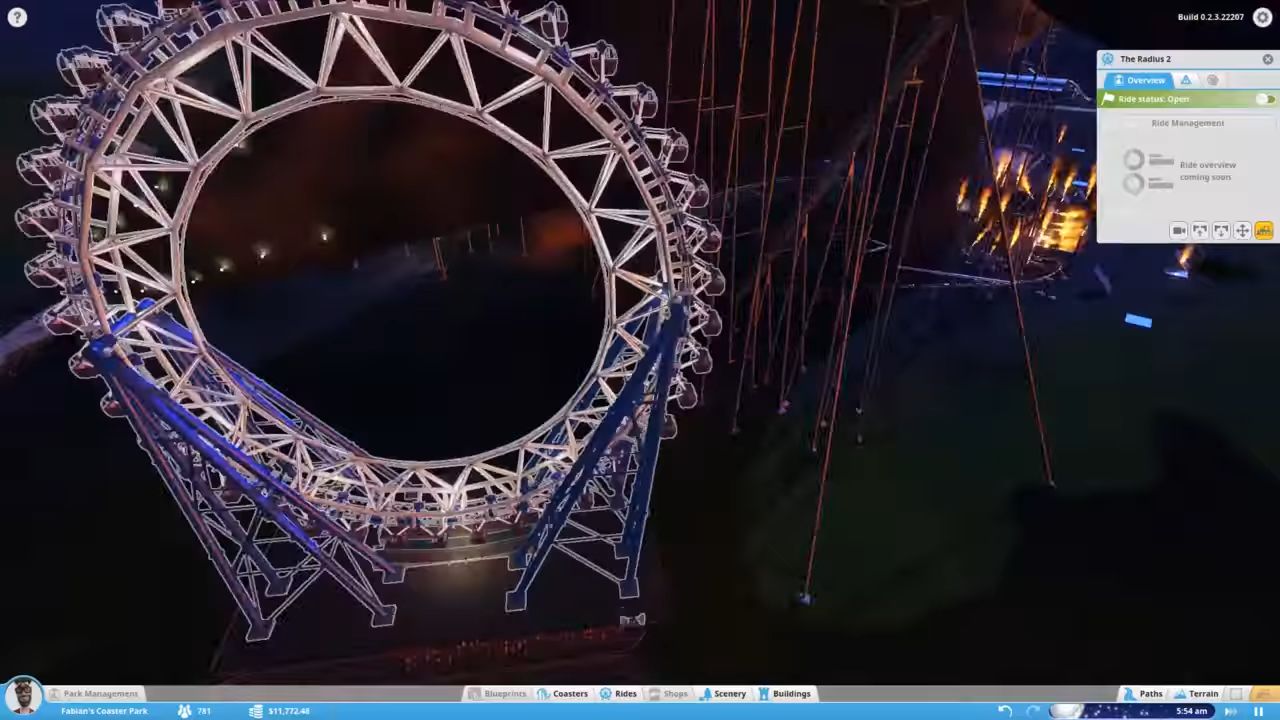 Build 0.2.3.22207
The Radius 2
Overview
Ride status: Open
Ride Management
Ride overview
coming soon
Park Management
Blueprints
Coasters
Rides
Shops
Scenery
Buildings
Paths
Terrain
Fabian's Coaster Park
781
$11,772.48
5:54 am